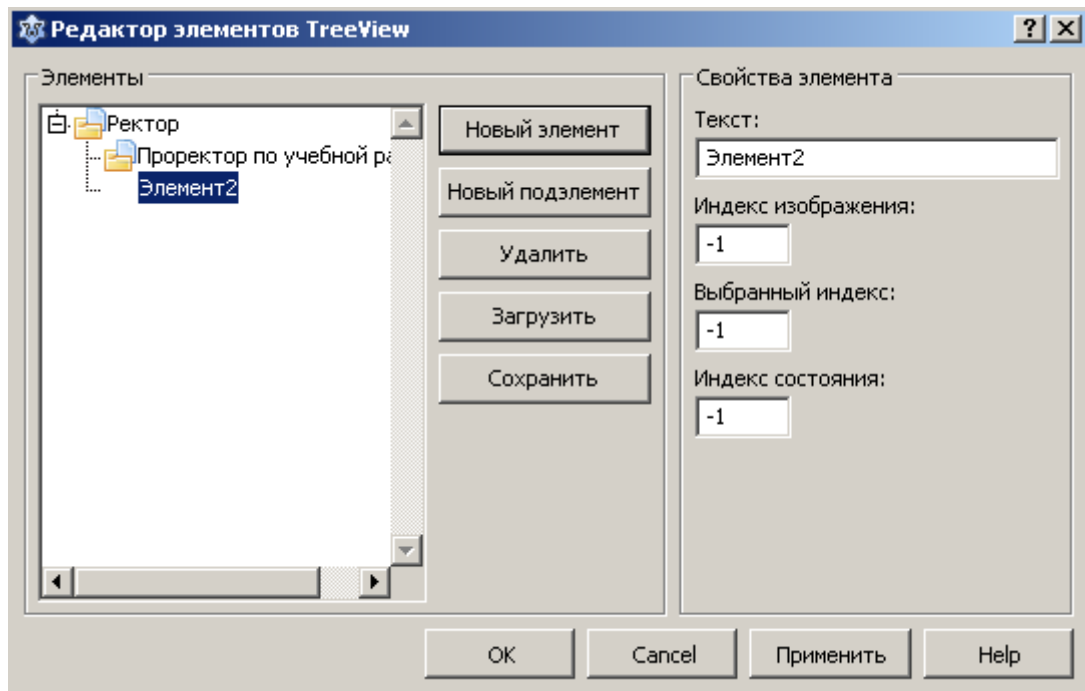 Редактор элементов TreeView
Элементы
Ректор
Проректор по учебной ра
Элемент2
Новый элемент
Новый подэлемент
Удалить
Загрузить
Сохранить
Свойства элемента
Текст:
Элемент2
Индекс изображения:
-1
Выбранный индекс:
-1
Индекс состояния:
-1
OK
Cancel
Применить
Help